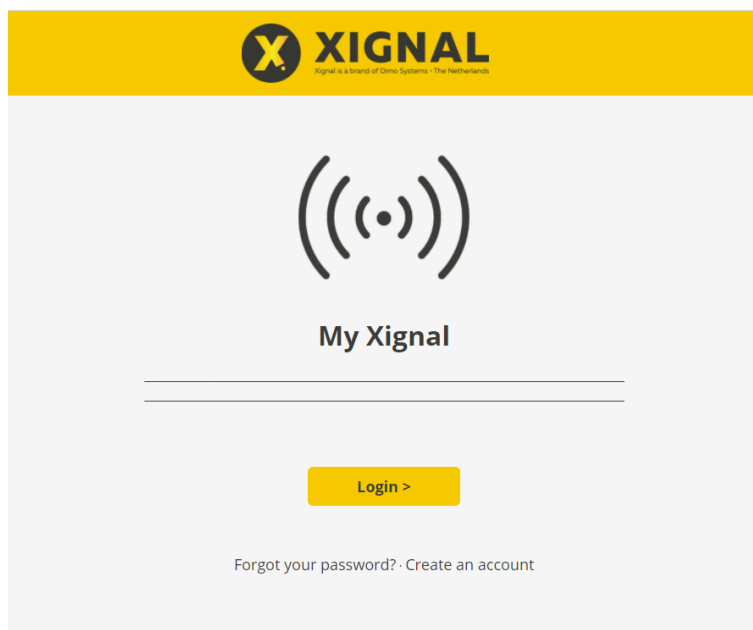 XIGNAL
Xignal is a brand of Dimo Systems - The Netherlands
My Xignal
Login >
Forgot your password? · Create an account